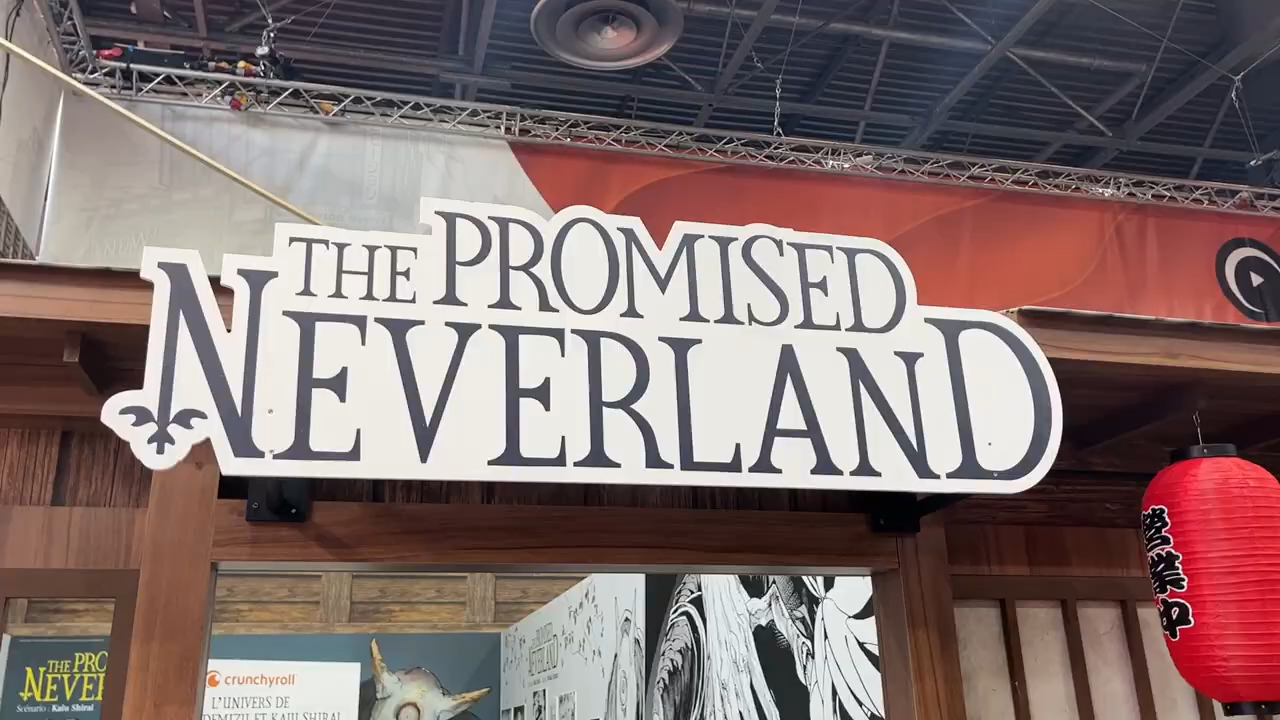 THE PROMISED
NEVERLAND
営業中
THE PRO
NEVER
Scénario : Kaiu Shirai
crunchyroll
L'UNIVERS DE
DEMIZU ET KAIU SHIRAI
NEVERLAND